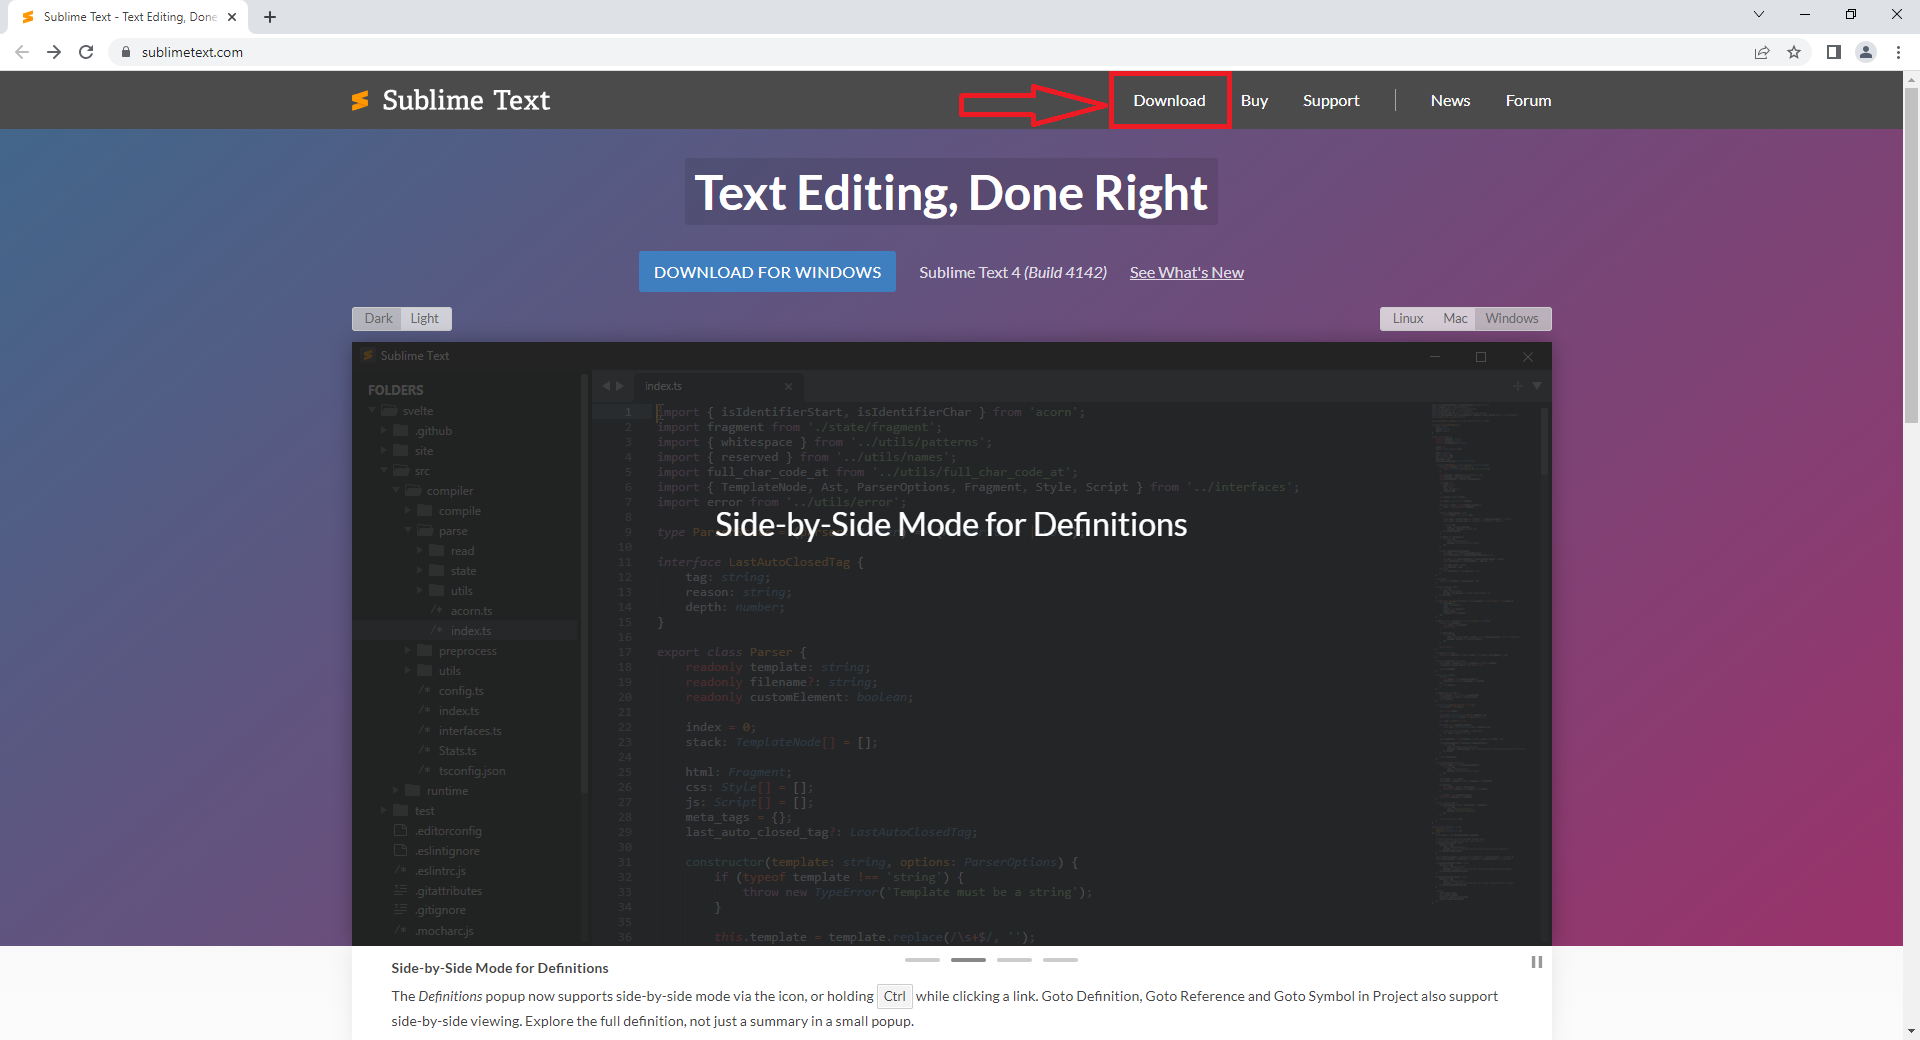 Sublime Text - Text Editing, Done
sublimetext.com
Sublime Text
Download Buy Support News Forum
Text Editing, Done Right
DOWNLOAD FOR WINDOWS Sublime Text 4 (Build 4142) See What's New
Dark Light
Linux Mac Windows
Sublime Text
FOLDERS
svelte
.github
site
src
compiler
compile
parse
read
state
utils
/* acorn.ts
/* index.ts
preprocess
utils
/* config.ts
/* index.ts
/* interfaces.ts
/* Stats.ts
/* tsconfig.json
runtime
test
.editorconfig
.eslintignore
/* .eslintrc.js
.gitattributes
.gitignore
/* .mocharc.js
index.ts
1 import { isIdentifierStart, isIdentifierChar } from 'acorn';
2 import fragment from './state/fragment';
3 import { whitespace } from '../utils/patterns';
4 import { reserved } from '../utils/names';
5 import full_char_code_at from '../utils/full_char_code_at';
6 import { TemplateNode, Ast, ParserOptions, Fragment, Style, Script } from '../interfaces';
7 import error from '../utils/error';
8
Side-by-Side Mode for Definitions
9 type
10
11 interface LastAutoClosedTag {
12 tag: string;
13 reason: string;
14 depth: number;
15 }
16
17 export class Parser {
18 readonly template: string;
19 readonly filename?: string;
20 readonly customElement: boolean;
21
22 index = 0;
23 stack: TemplateNode[] = [];
24
25 html: Fragment;
26 css: Style[] = [];
27 js: Script[] = [];
28 meta_tags = {};
29 last_auto_closed_tag?: LastAutoClosedTag;
30
31 constructor(template: string, options: ParserOptions) {
32 if (typeof template !== 'string') {
33 throw new TypeError('Template must be a string');
34 }
35
36 this.template = template.replace(/\s+$/, '');
Side-by-Side Mode for Definitions
The Definitions popup now supports side-by-side mode via the icon, or holding Ctrl while clicking a link. Goto Definition, Goto Reference and Goto Symbol in Project also support
side-by-side viewing. Explore the full definition, not just a summary in a small popup.